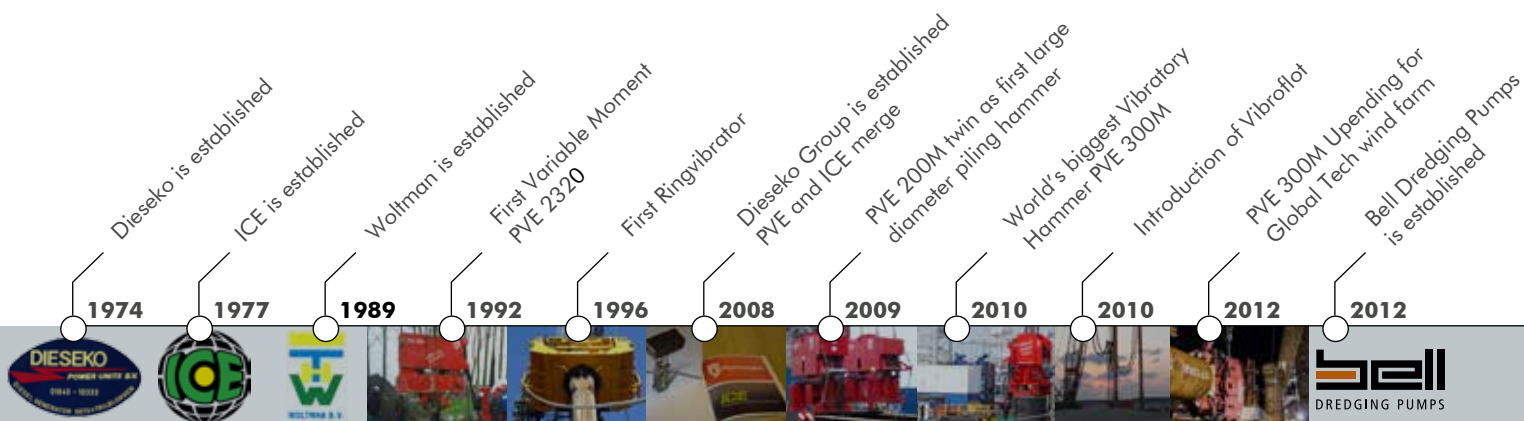 Dieseko is established
ICE is established
Woltman is established
First Variable Moment
PVE 2320
First Ringvibrator
Dieseko Group is established
PVE and ICE merge
PVE 200M twin as first large
diameter piling hammer
World's biggest Vibratory
Hammer PVE 300M
Introduction of Vibroflot
PVE 300M Upending for
Global Tech wind farm
Bell Dredging Pumps
is established
1974
1977
1989
1992
1996
2008
2009
2010
2010
2012
2012
DIESEKO
POWER UNITS B.V.
ICE
THW
WOLTMAN B.V.
ICE
bell
DREDGING PUMPS